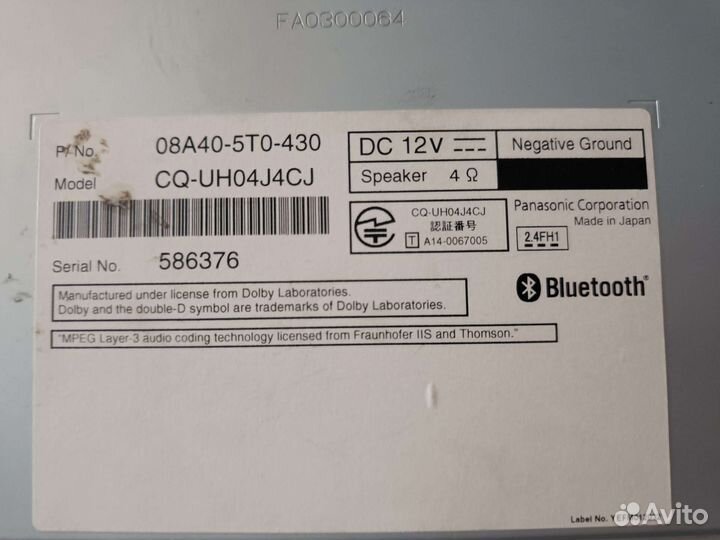 FA0300064
P/No. 08A40-5T0-430
Model CQ-UH04J4CJ
DC 12V
Negative Ground
Speaker 4 Ω
CQ-UH04J4CJ
認証番号
T A14-0067005
Panasonic Corporation
Made in Japan
2.4FH1
Serial No. 586376
Bluetooth®
Manufactured under license from Dolby Laboratories.
Dolby and the double-D symbol are trademarks of Dolby Laboratories.
"MPEG Layer-3 audio coding technology licensed from Fraunhofer IIS and Thomson."
Label No.
Avito